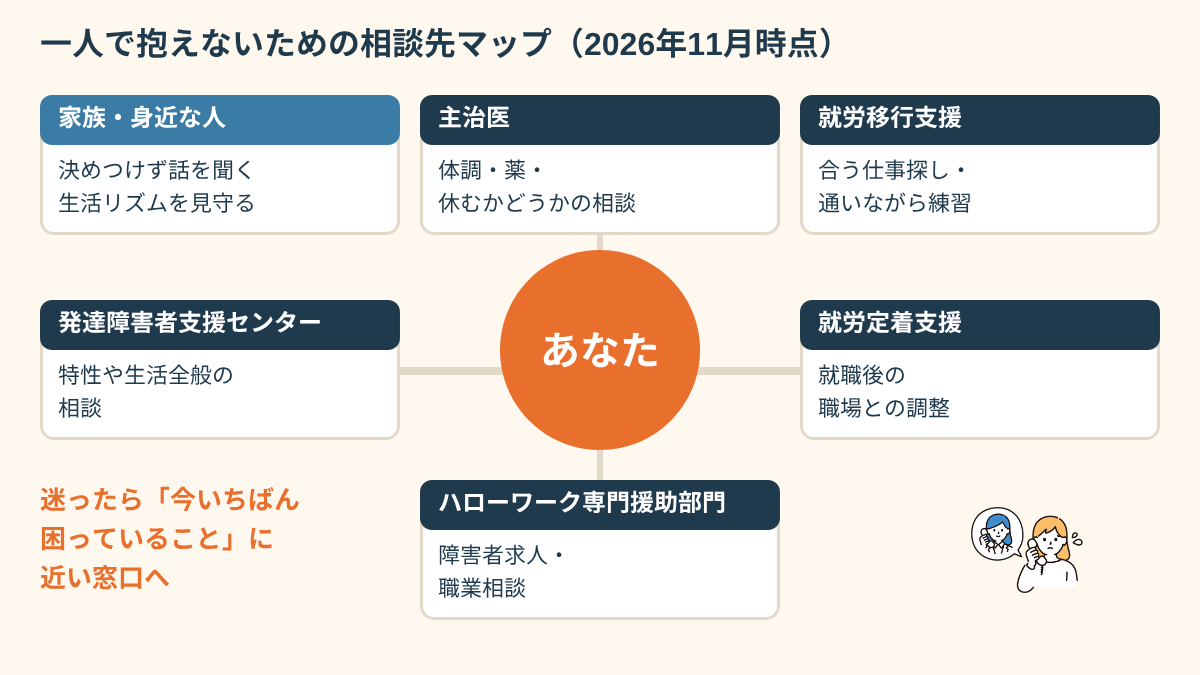 一人で抱えないための相談先マップ（2026年11月時点）
家族・身近な人
決めつけず話を聞く
生活リズムを見守る
主治医
体調・薬・
休むかどうかの相談
就労移行支援
合う仕事探し・
通いながら練習
発達障害者支援センター
特性や生活全般の
相談
あなた
就労定着支援
就職後の
職場との調整
迷ったら「今いちばん
困っていること」に
近い窓口へ
ハローワーク専門援助部門
障害者求人・
職業相談